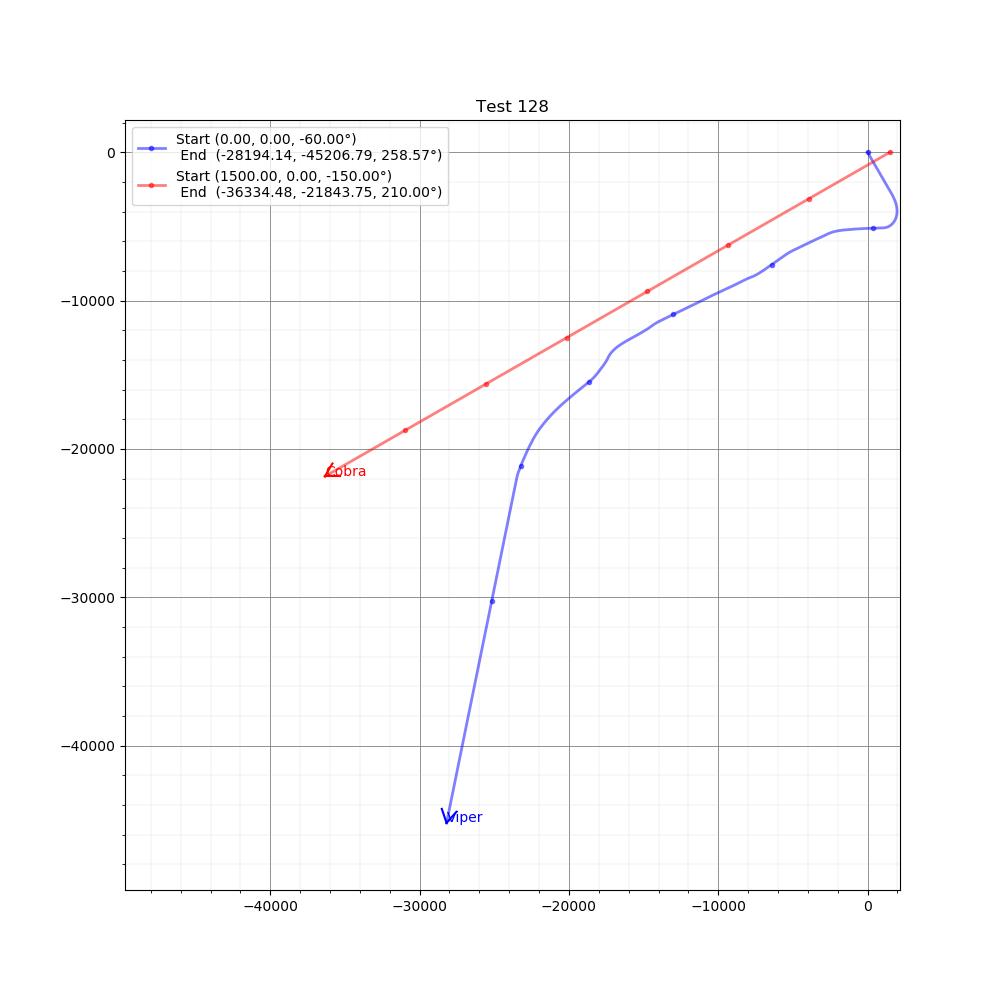 Test 128
Start (0.00, 0.00, -60.00°)
End  (-28194.14, -45206.79, 258.57°)
Start (1500.00, 0.00, -150.00°)
End  (-36334.48, -21843.75, 210.00°)
0
−10000
−20000
−30000
−40000
Cobra
Viper
−40000
−30000
−20000
−10000
0